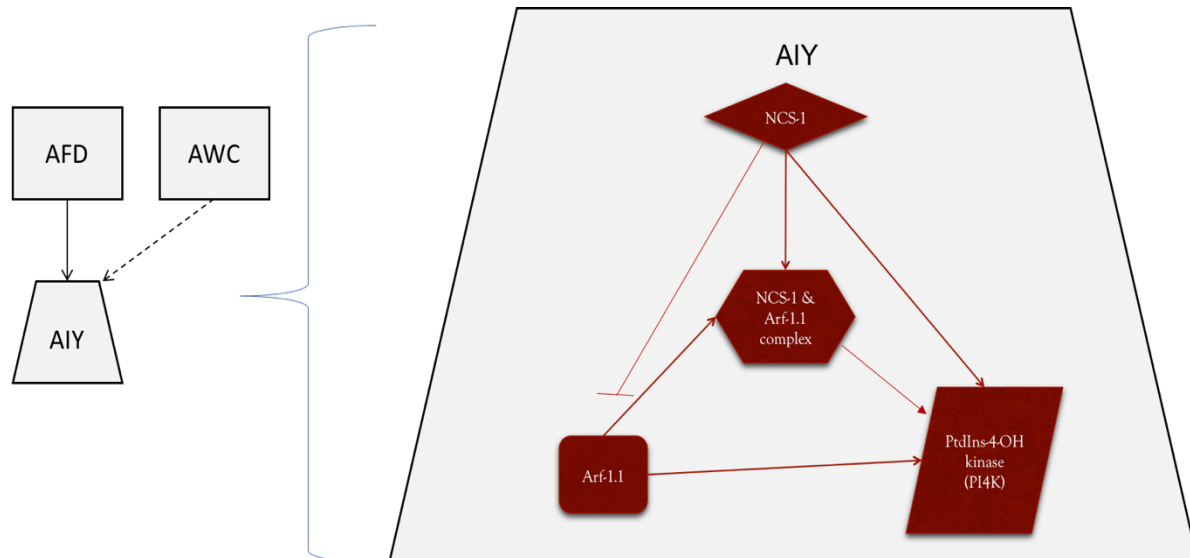 AFD
AWC
AIY
AIY
NCS-1
NCS-1 &
Arf-1.1
complex
Arf-1.1
PtdIns-4-OH
kinase
(PI4K)